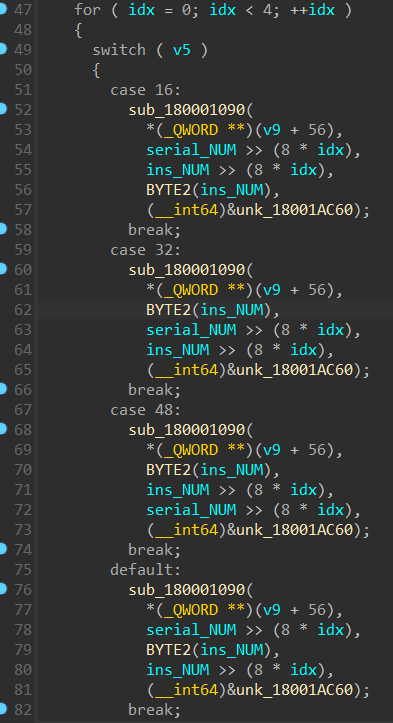 47 for ( idx = 0; idx < 4; ++idx )
48 {
49 switch ( v5 )
50 {
51 case 16:
52 sub_180001090(
53 *(_QWORD **)(v9 + 56),
54 serial_NUM >> (8 * idx),
55 ins_NUM >> (8 * idx),
56 BYTE2(ins_NUM),
57 (__int64)&unk_18001AC60);
58 break;
59 case 32:
60 sub_180001090(
61 *(_QWORD **)(v9 + 56),
62 BYTE2(ins_NUM),
63 serial_NUM >> (8 * idx),
64 ins_NUM >> (8 * idx),
65 (__int64)&unk_18001AC60);
66 break;
67 case 48:
68 sub_180001090(
69 *(_QWORD **)(v9 + 56),
70 BYTE2(ins_NUM),
71 ins_NUM >> (8 * idx),
72 serial_NUM >> (8 * idx),
73 (__int64)&unk_18001AC60);
74 break;
75 default:
76 sub_180001090(
77 *(_QWORD **)(v9 + 56),
78 serial_NUM >> (8 * idx),
79 BYTE2(ins_NUM),
80 ins_NUM >> (8 * idx),
81 (__int64)&unk_18001AC60);
82 break;